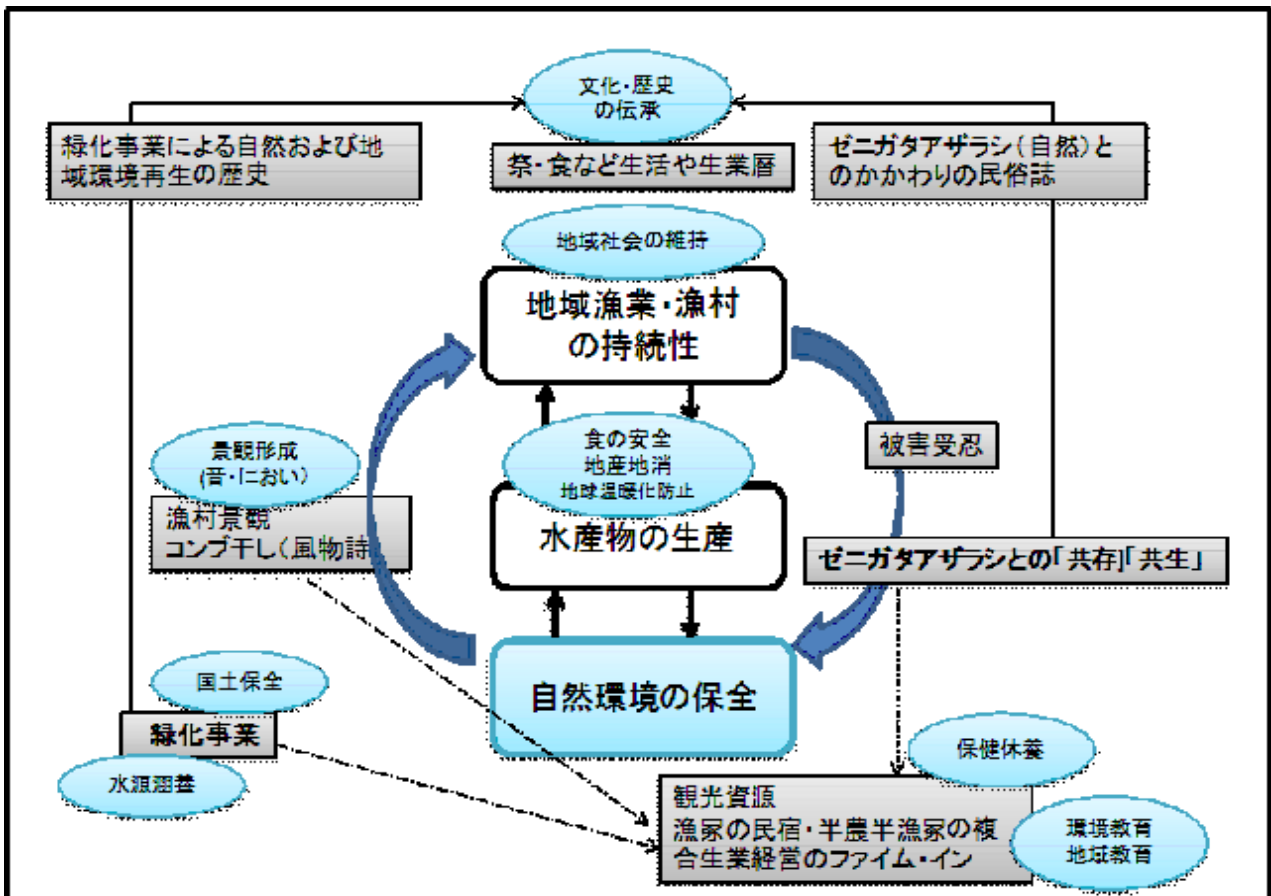 文化・歴史
の伝承
緑化事業による自然および地
域環境再生の歴史
祭・食など生活や生業暦
ゼニガタアザラシ(自然)と
のかかわりの民俗誌
地域社会の維持
地域漁業・漁村
の持続性
景観形成
(音・におい)
食の安全
地産地消
地球温暖化防止
被害受忍
漁村景観
コンブ干し(風物詩)
水産物の生産
ゼニガタアザラシとの「共存」「共生」
国土保全
自然環境の保全
緑化事業
水源涵養
保健休養
観光資源
漁家の民宿・半農半漁家の複
合生業経営のファイム・イン
環境教育
地域教育